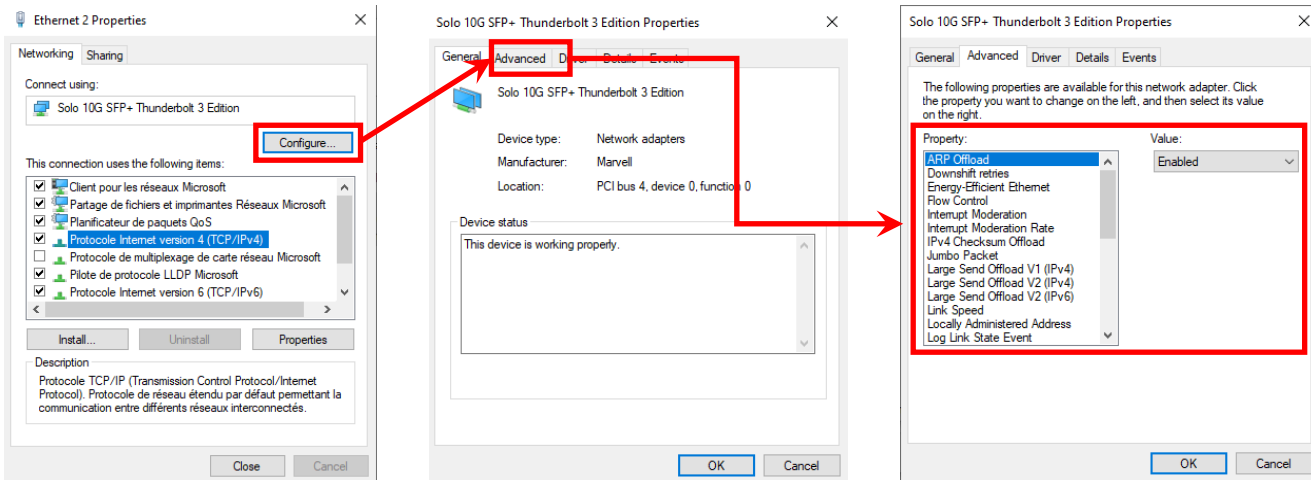 Ethernet 2 Properties
Networking Sharing
Connect using:
Solo 10G SFP+ Thunderbolt 3 Edition
Configure...
This connection uses the following items:
Client pour les réseaux Microsoft
Partage de fichiers et imprimantes Réseaux Microsoft
Planificateur de paquets QoS
Protocole Internet version 4 (TCP/IPv4)
Protocole de multiplexage de carte réseau Microsoft
Pilote de protocole LLDP Microsoft
Protocole Internet version 6 (TCP/IPv6)
Install... Uninstall Properties
Description
Protocole TCP/IP (Transmission Control Protocol/Internet
Protocol). Protocole de réseau étendu par défaut permettant la
communication entre différents réseaux interconnectés.
Close Cancel
Solo 10G SFP+ Thunderbolt 3 Edition Properties
General Advanced Driver Details Events
Solo 10G SFP+ Thunderbolt 3 Edition
Device type: Network adapters
Manufacturer: Marvell
Location: PCI bus 4, device 0, function 0
Device status
This device is working properly.
OK Cancel
Solo 10G SFP+ Thunderbolt 3 Edition Properties
General Advanced Driver Details Events
The following properties are available for this network adapter. Click
the property you want to change on the left, and then select its value
on the right.
Property: Value:
ARP Offload Enabled
Downshift retries
Energy-Efficient Ethernet
Flow Control
Interrupt Moderation
Interrupt Moderation Rate
IPv4 Checksum Offload
Jumbo Packet
Large Send Offload V1 (IPv4)
Large Send Offload V2 (IPv4)
Large Send Offload V2 (IPv6)
Link Speed
Locally Administered Address
Log Link State Event
OK Cancel